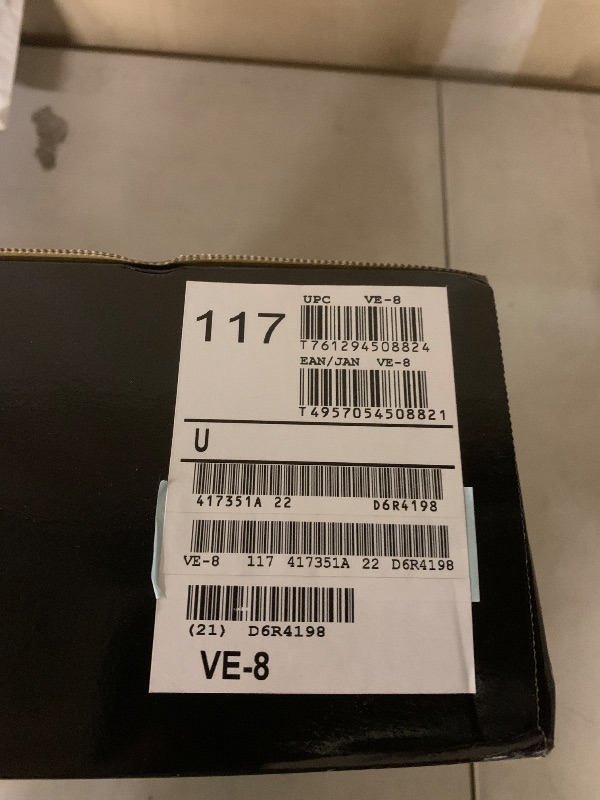 117
UPC VE-8
T761294508824
EAN/JAN VE-8
T4957054508821
U
417351A 22 D6R4198
VE-8 117 417351A 22 D6R4198
(21) D6R4198
VE-8